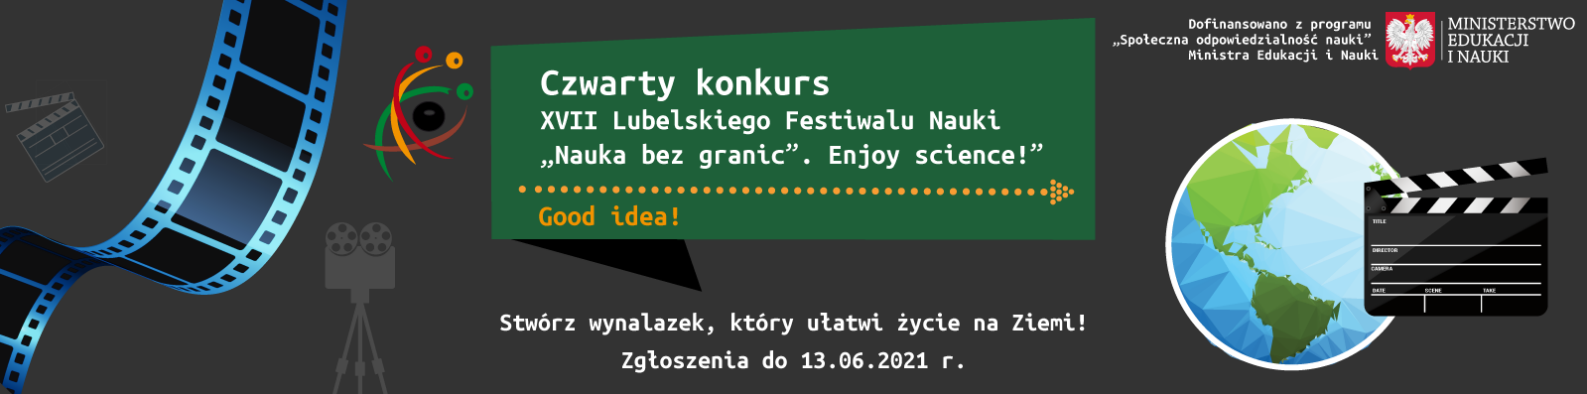 Dofinansowano z programu
„Społeczna odpowiedzialność nauki”
Ministra Edukacji i Nauki
MINISTERSTWO
EDUKACJI
I NAUKI
Czwarty konkurs
XVII Lubelskiego Festiwalu Nauki
„Nauka bez granic”. Enjoy science!”
Good idea!
Stwórz wynalazek, który ułatwi życie na Ziemi!
Zgłoszenia do 13.06.2021 r.
TITLE
DIRECTOR
CAMERA
DATE SCENE TAKE